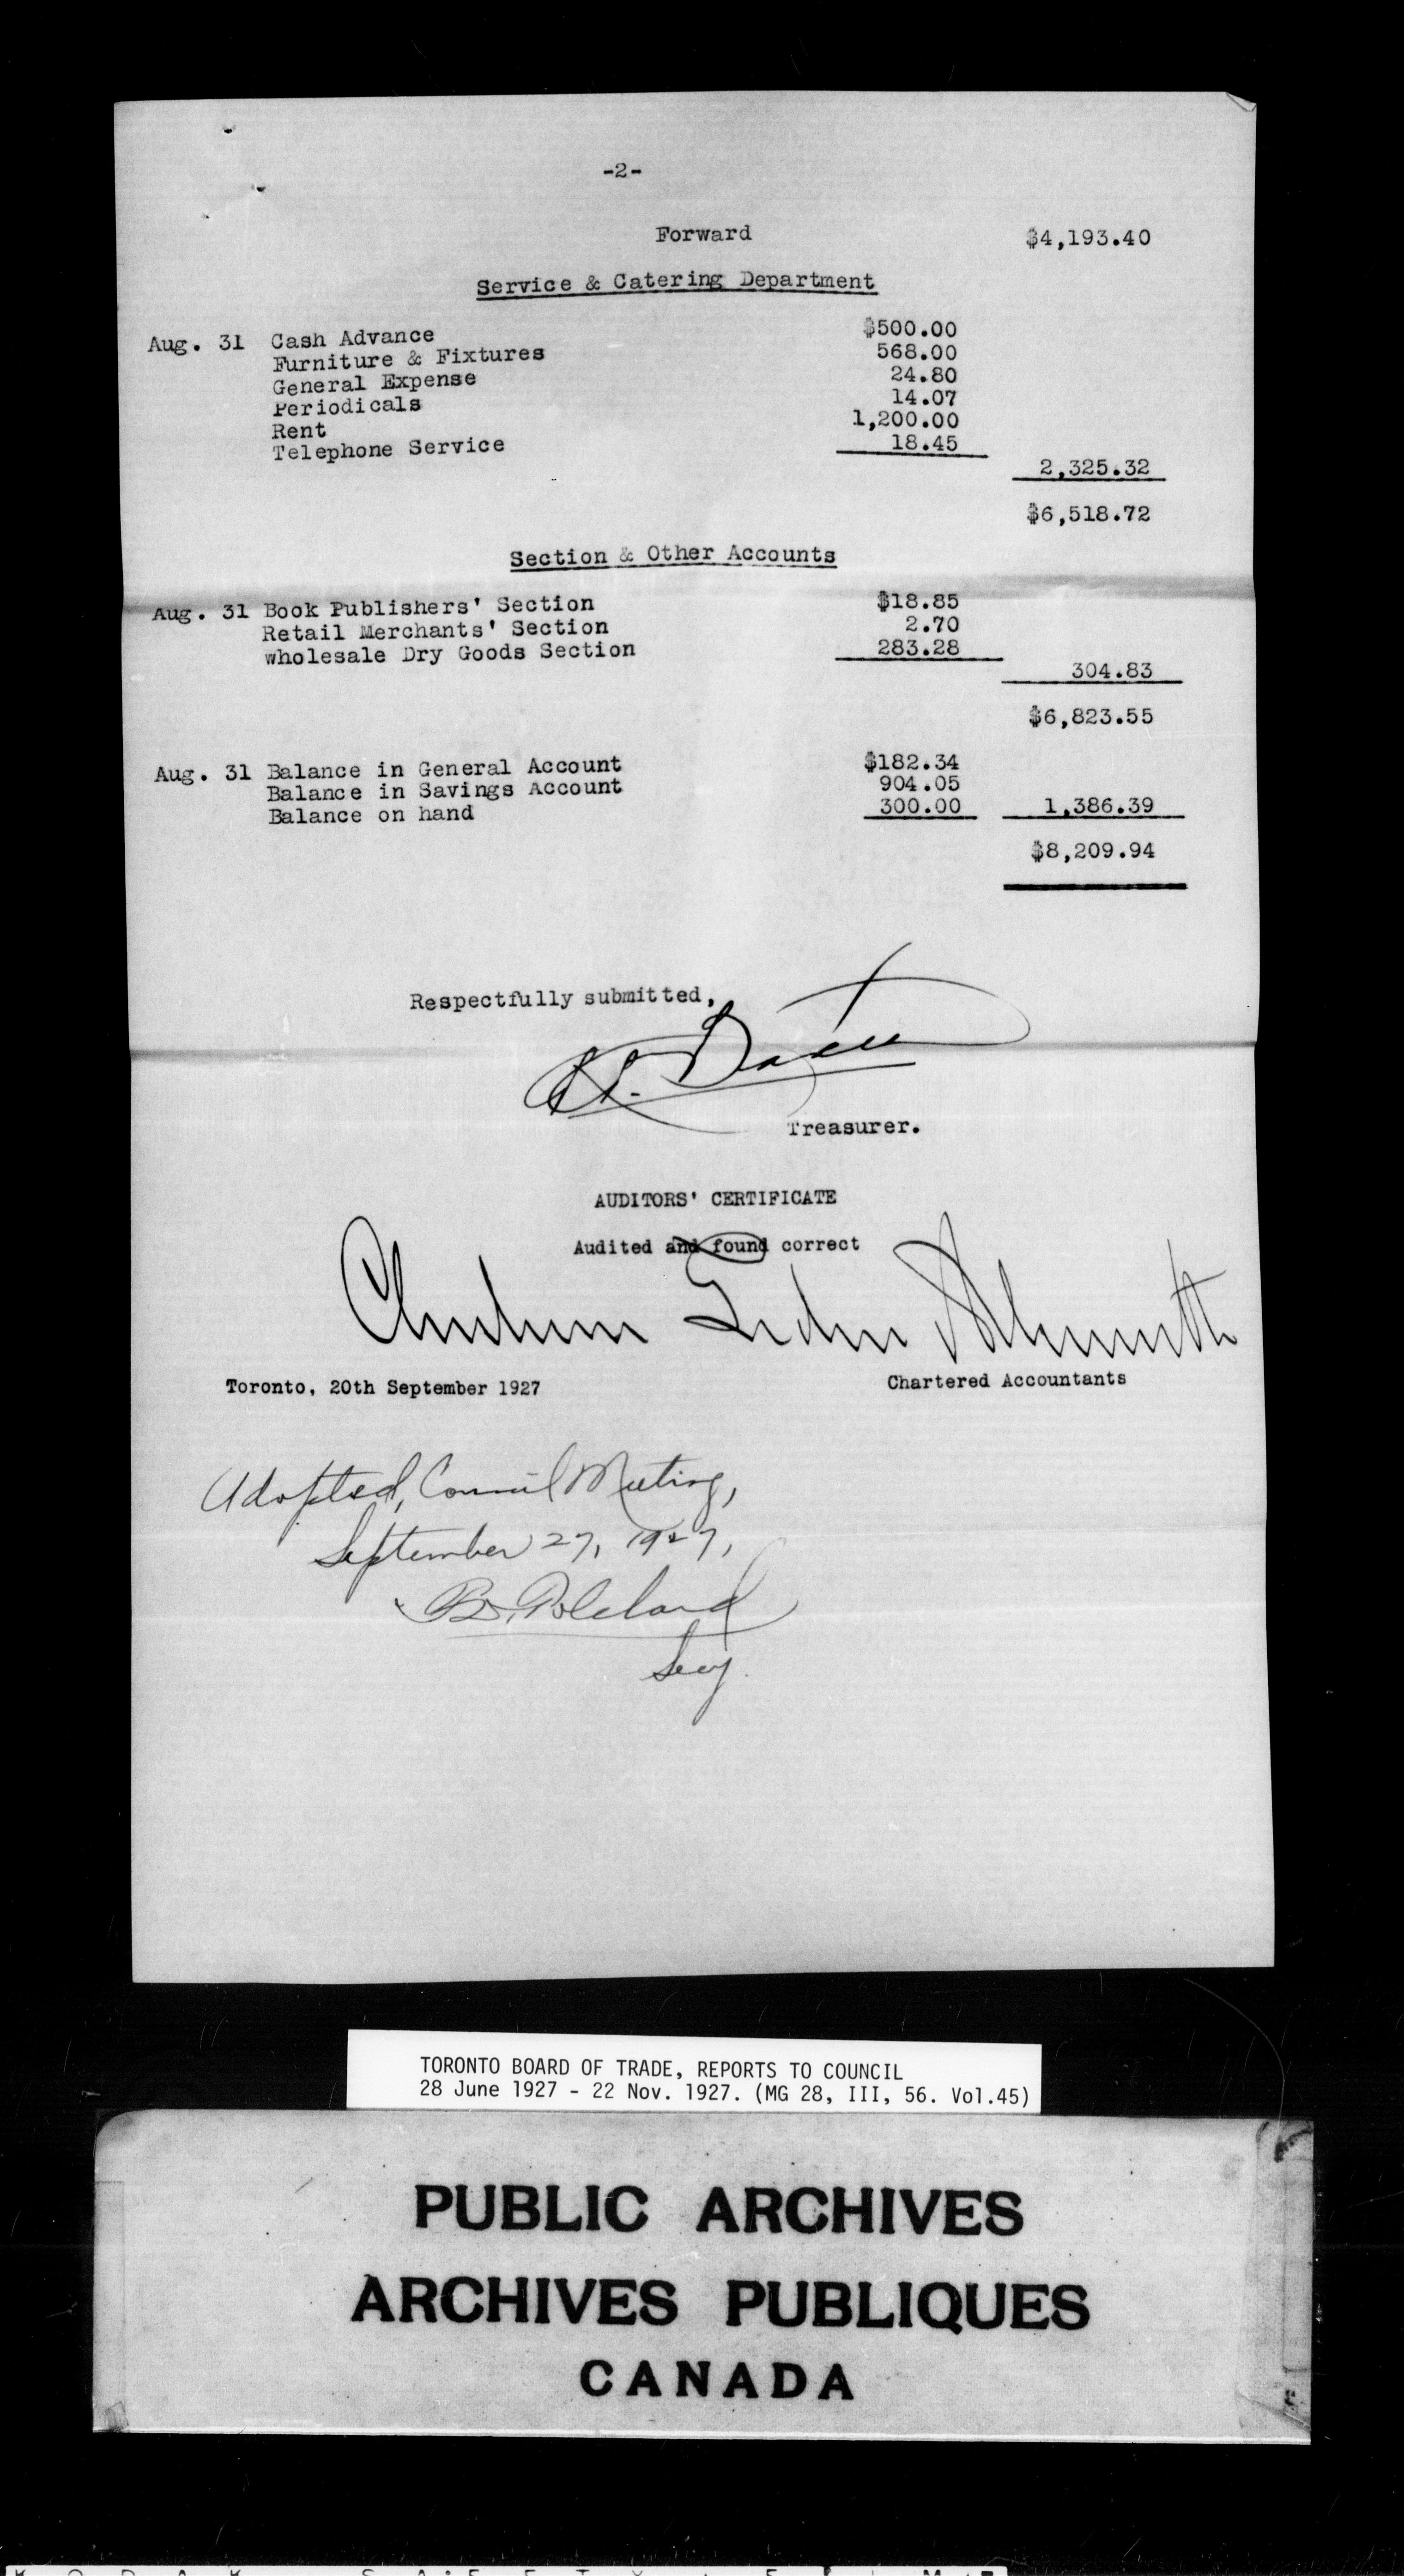 -2-
Forward $4,193.40
Service & Catering Department
Aug. 31 Cash Advance $500.00
Furniture & Fixtures 568.00
General Expense 24.80
Periodicals 14.07
Rent 1,200.00
Telephone Service 18.45
2,325.32
$6,518.72
Section & Other Accounts
Aug. 31 Book Publishers' Section $18.85
Retail Merchants' Section 2.70
wholesale Dry Goods Section 283.28
304.83
$6,823.55
Aug. 31 Balance in General Account $182.34
Balance in Savings Account 904.05
Balance on hand 300.00 1,386.39
$8,209.94
Respectfully submitted,
Treasurer.
AUDITORS' CERTIFICATE
Audited and found correct
Toronto, 20th September 1927 Chartered Accountants
Adopted, Council Meeting,
September 27, 1927,
Secy.
TORONTO BOARD OF TRADE, REPORTS TO COUNCIL
28 June 1927 - 22 Nov. 1927. (MG 28, III, 56. Vol.45)
PUBLIC ARCHIVES
ARCHIVES PUBLIQUES
CANADA